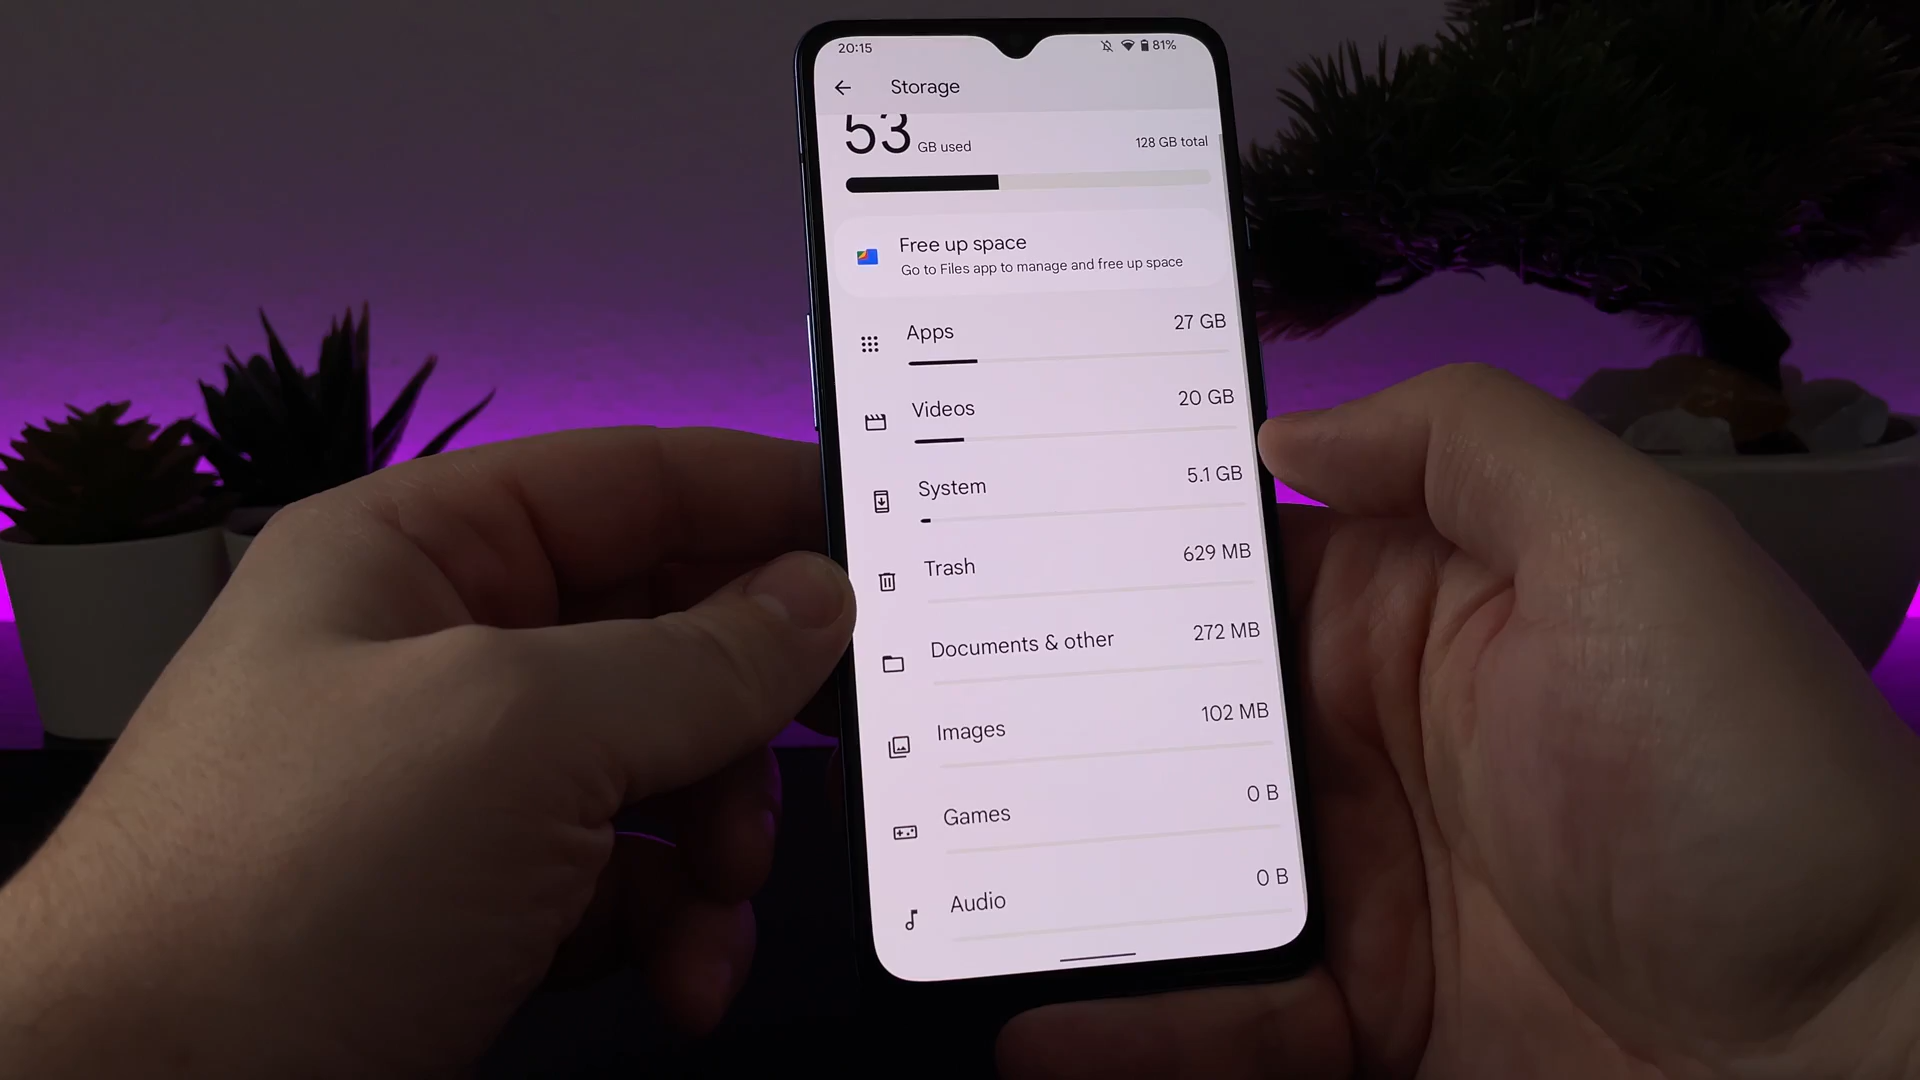 20:15 81%
Storage
53 GB used 128 GB total
Free up space
Go to Files app to manage and free up space
Apps 27 GB
Videos 20 GB
System 5.1 GB
Trash 629 MB
Documents & other 272 MB
Images 102 MB
Games 0 B
Audio 0 B